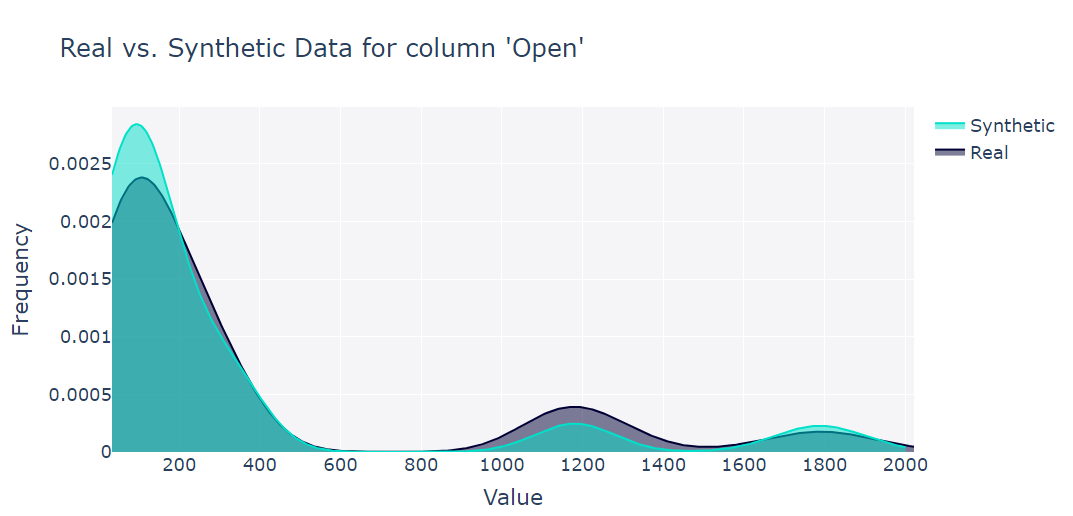 Real vs. Synthetic Data for column 'Open'
Synthetic
Real
Frequency
0.0025
0.002
0.0015
0.001
0.0005
0
200 400 600 800 1000 1200 1400 1600 1800 2000
Value